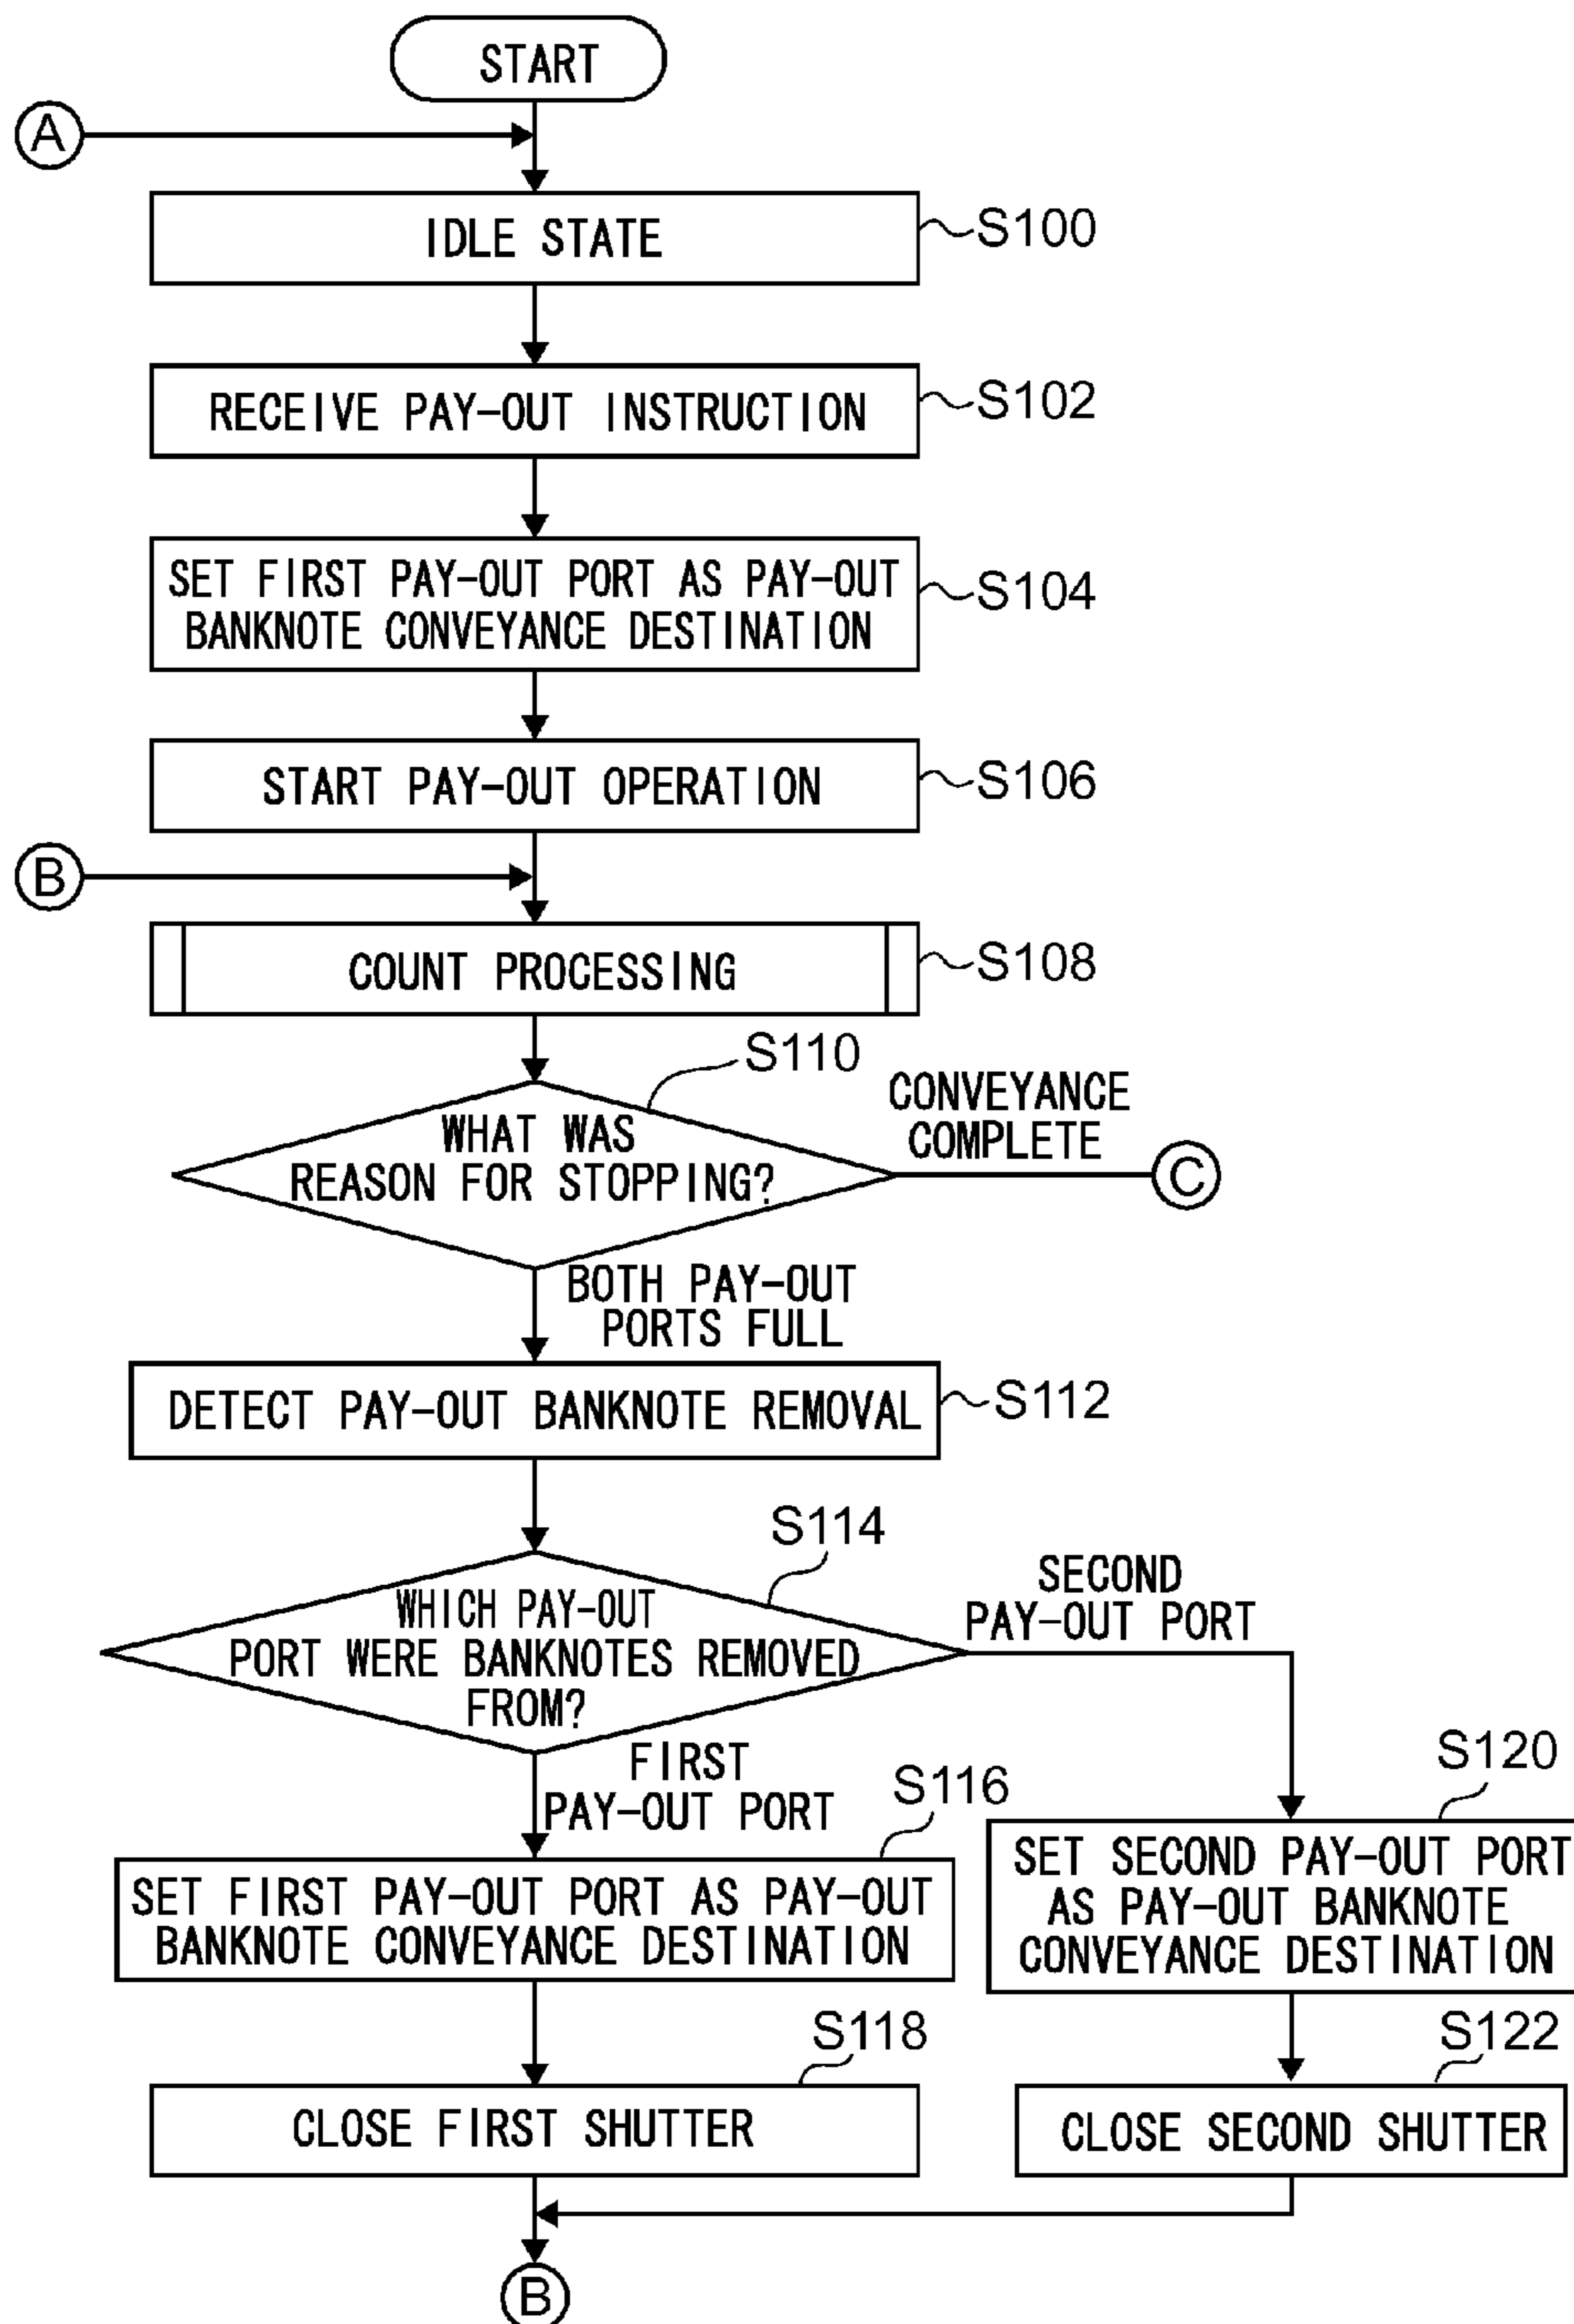 START
A
IDLE STATE
S100
RECEIVE PAY-OUT INSTRUCTION
S102
SET FIRST PAY-OUT PORT AS PAY-OUT
BANKNOTE CONVEYANCE DESTINATION
S104
START PAY-OUT OPERATION
S106
B
COUNT PROCESSING
S108
S110
WHAT WAS
REASON FOR STOPPING?
CONVEYANCE
COMPLETE
C
BOTH PAY-OUT
PORTS FULL
DETECT PAY-OUT BANKNOTE REMOVAL
S112
S114
WHICH PAY-OUT
PORT WERE BANKNOTES REMOVED
FROM?
SECOND
PAY-OUT PORT
FIRST
PAY-OUT PORT
S116
SET FIRST PAY-OUT PORT AS PAY-OUT
BANKNOTE CONVEYANCE DESTINATION
S120
SET SECOND PAY-OUT PORT
AS PAY-OUT BANKNOTE
CONVEYANCE DESTINATION
S118
CLOSE FIRST SHUTTER
S122
CLOSE SECOND SHUTTER
B